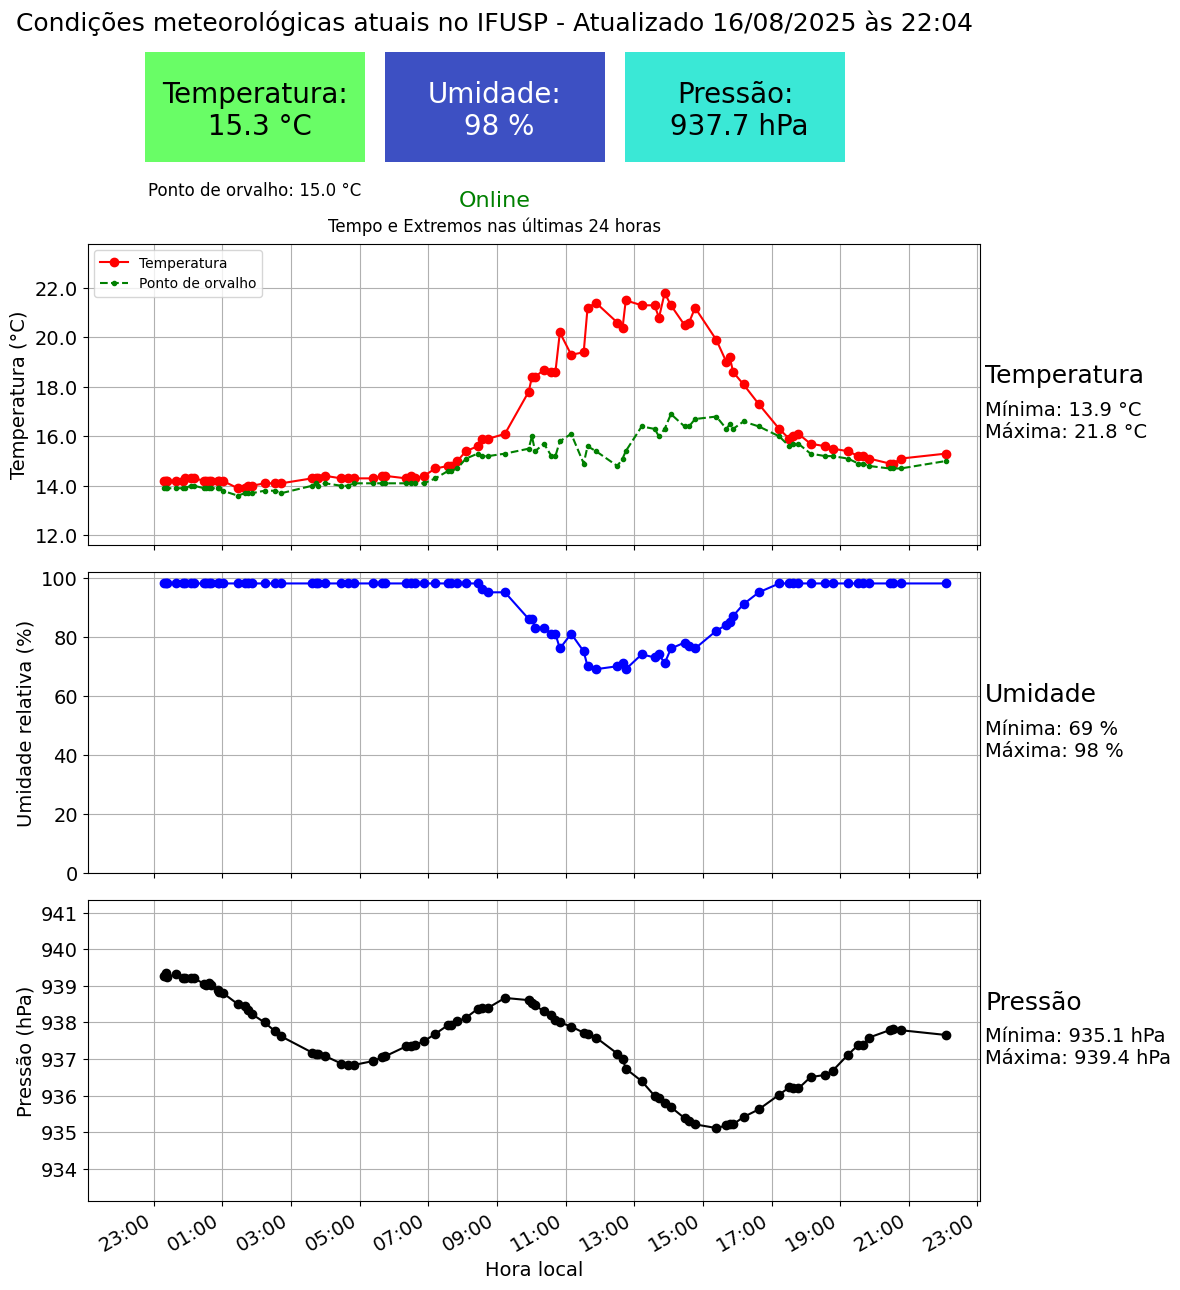 Condições meteorológicas atuais no IFUSP - Atualizado 16/08/2025 às 22:04
Temperatura:
15.3 °C
Umidade:
98 %
Pressão:
937.7 hPa
Ponto de orvalho: 15.0 °C
Online
Tempo e Extremos nas últimas 24 horas
Temperatura
Ponto de orvalho
Temperatura (°C)
22.0
20.0
18.0
16.0
14.0
12.0
Temperatura
Mínima: 13.9 °C
Máxima: 21.8 °C
Umidade relativa (%)
100
80
60
40
20
0
Umidade
Mínima: 69 %
Máxima: 98 %
Pressão (hPa)
941
940
939
938
937
936
935
934
Pressão
Mínima: 935.1 hPa
Máxima: 939.4 hPa
23:00 01:00 03:00 05:00 07:00 09:00 11:00 13:00 15:00 17:00 19:00 21:00 23:00
Hora local